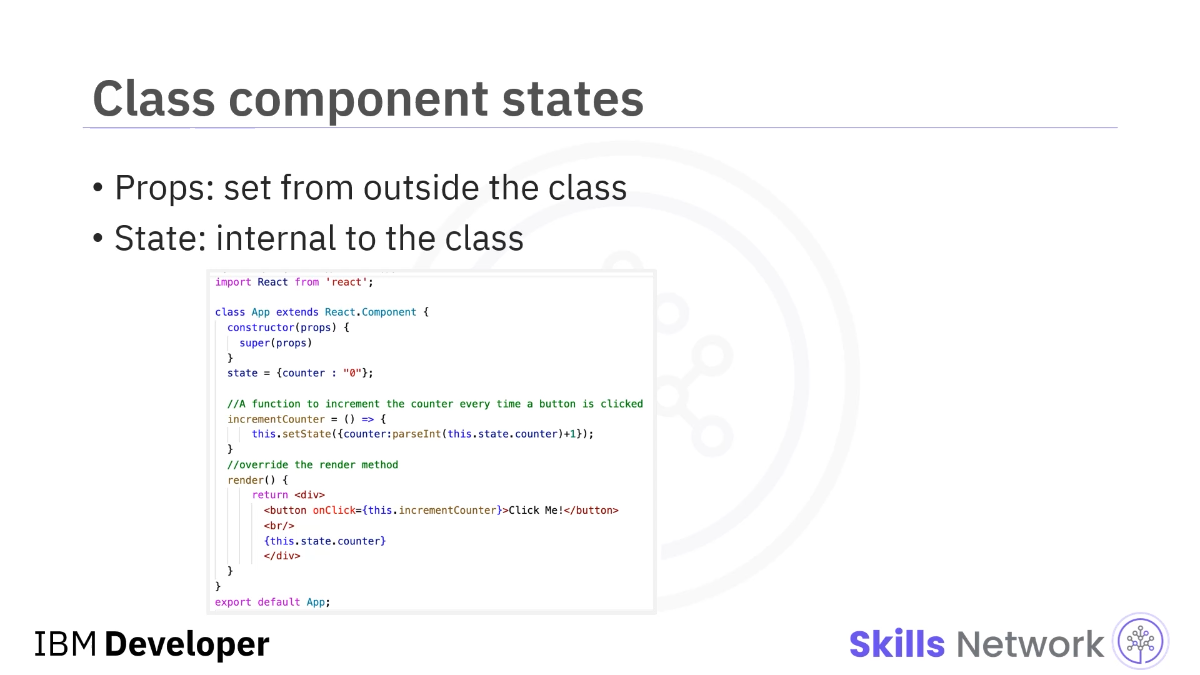 Class component states
• Props: set from outside the class
• State: internal to the class
import React from 'react';
class App extends React.Component {
constructor(props) {
super(props)
}
state = {counter : "0"};
//A function to increment the counter every time a button is clicked
incrementCounter = () => {
this.setState({counter:parseInt(this.state.counter)+1});
}
//override the render method
render() {
return <div>
<button onClick={this.incrementCounter}>Click Me!</button>
<br/>
{this.state.counter}
</div>
}
}
export default App;
IBM Developer
Skills Network